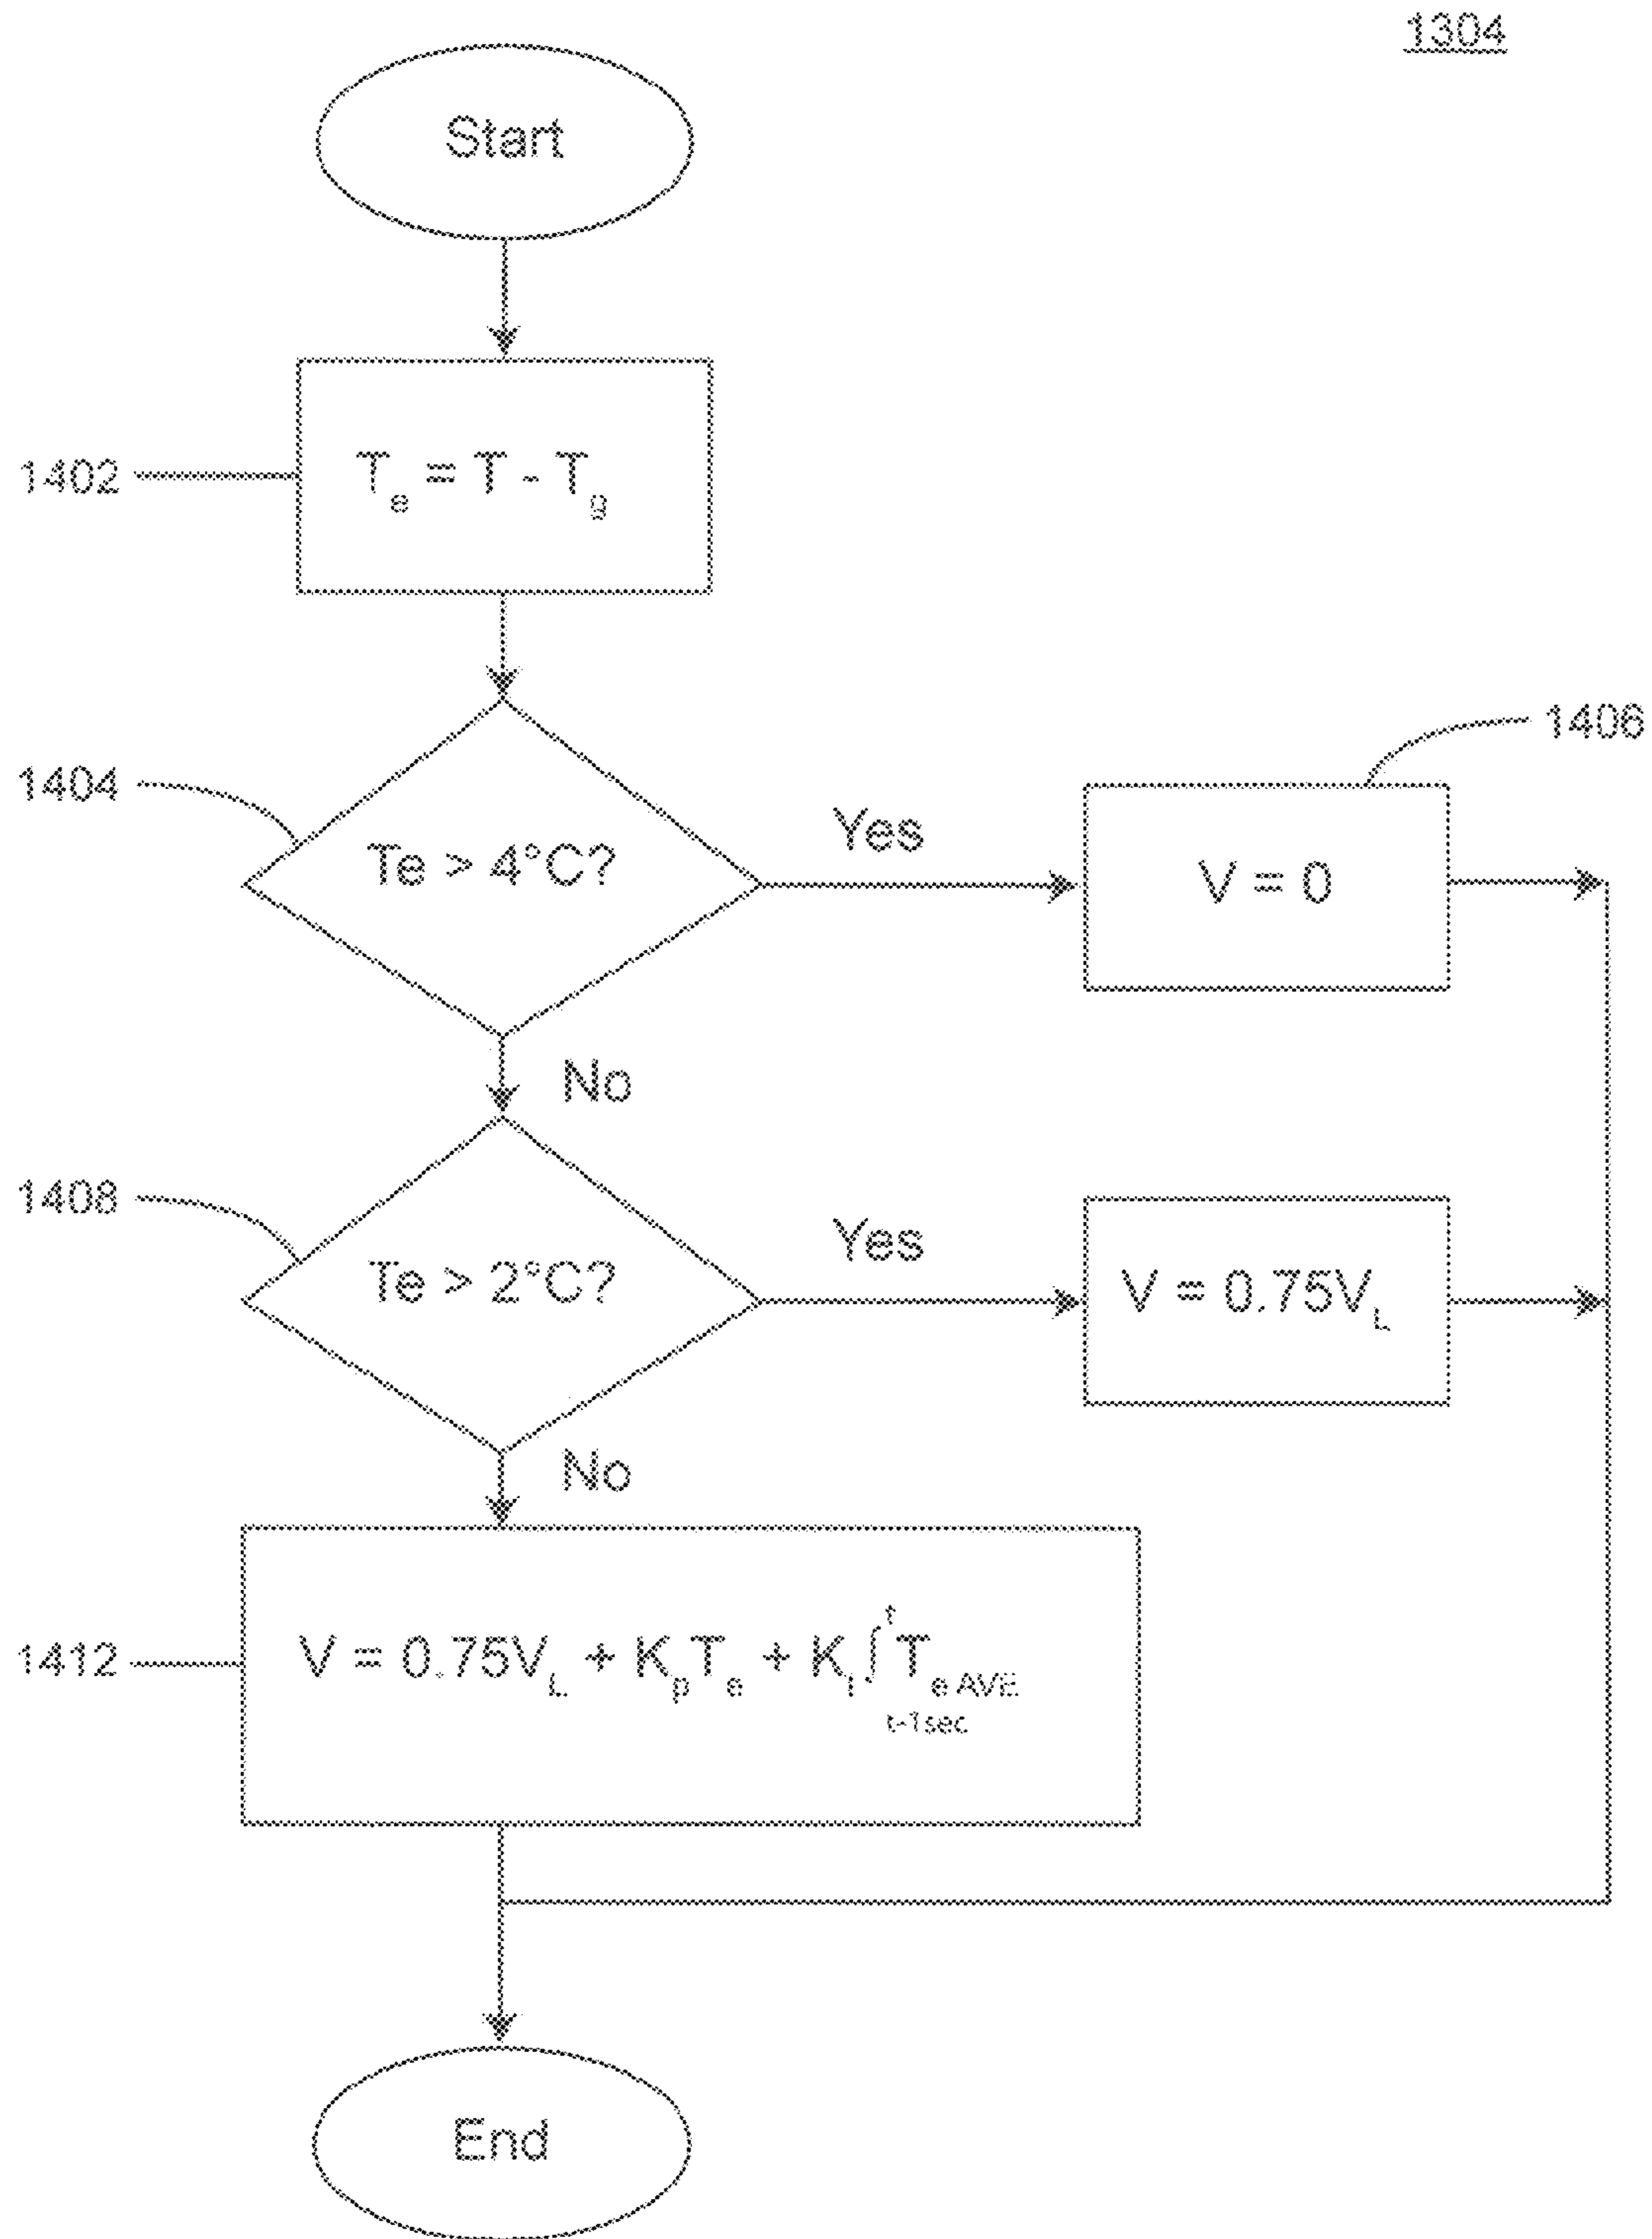 1304
Start
1402
Te = T - Tg
1404
Te > 4°C?
Yes
1406
V = 0
No
1408
Te > 2°C?
Yes
V = 0.75VL
No
1412
V = 0.75VL + KpTe + KI ∫ t t-1sec Te AVE
End